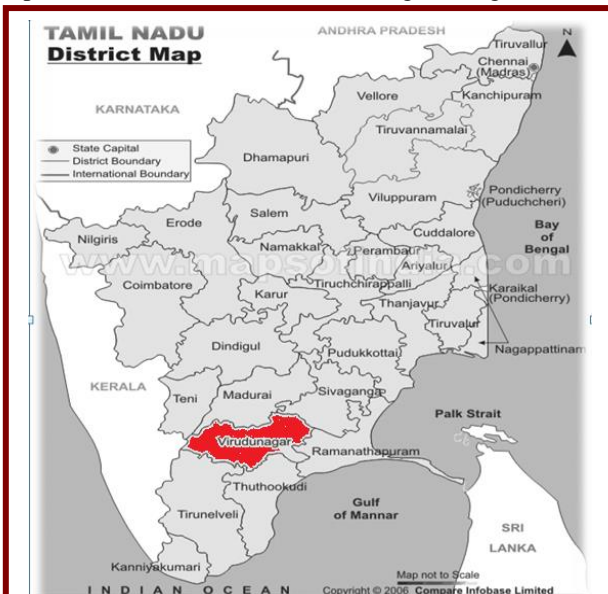 TAMIL NADU
District Map
ANDHRA PRADESH
N
Tiruvallur
Chennai
(Madras)
Kanchipuram
Vellore
KARNATAKA
Tiruvannamalai
State Capital
District Boundary
International Boundary
Dhamapuri
Viluppuram
Pondicherry
(Puduchcheri)
Erode
Salem
Cuddalore
Bay
of
Bengal
Nilgiris
Namakkal
Perambalur
Ariyalur
www.mapsofindia.com
Coimbatore
Karur
Tiruchchirappalli
Karaikal
(Pondicherry)
Thanjavur
Tiruvalur
Dindigul
Pudukkottai
Nagappattinam
KERALA
Teni
Madurai
Sivaganga
Palk Strait
Virudunagar
Ramanathapuram
Thuthookudi
Gulf
of Mannar
Tirunelveli
SRI
LANKA
Kanniyakumari
Map not to Scale
INDIAN OCEAN
Copyright © 2006 Compare Infobase Limited